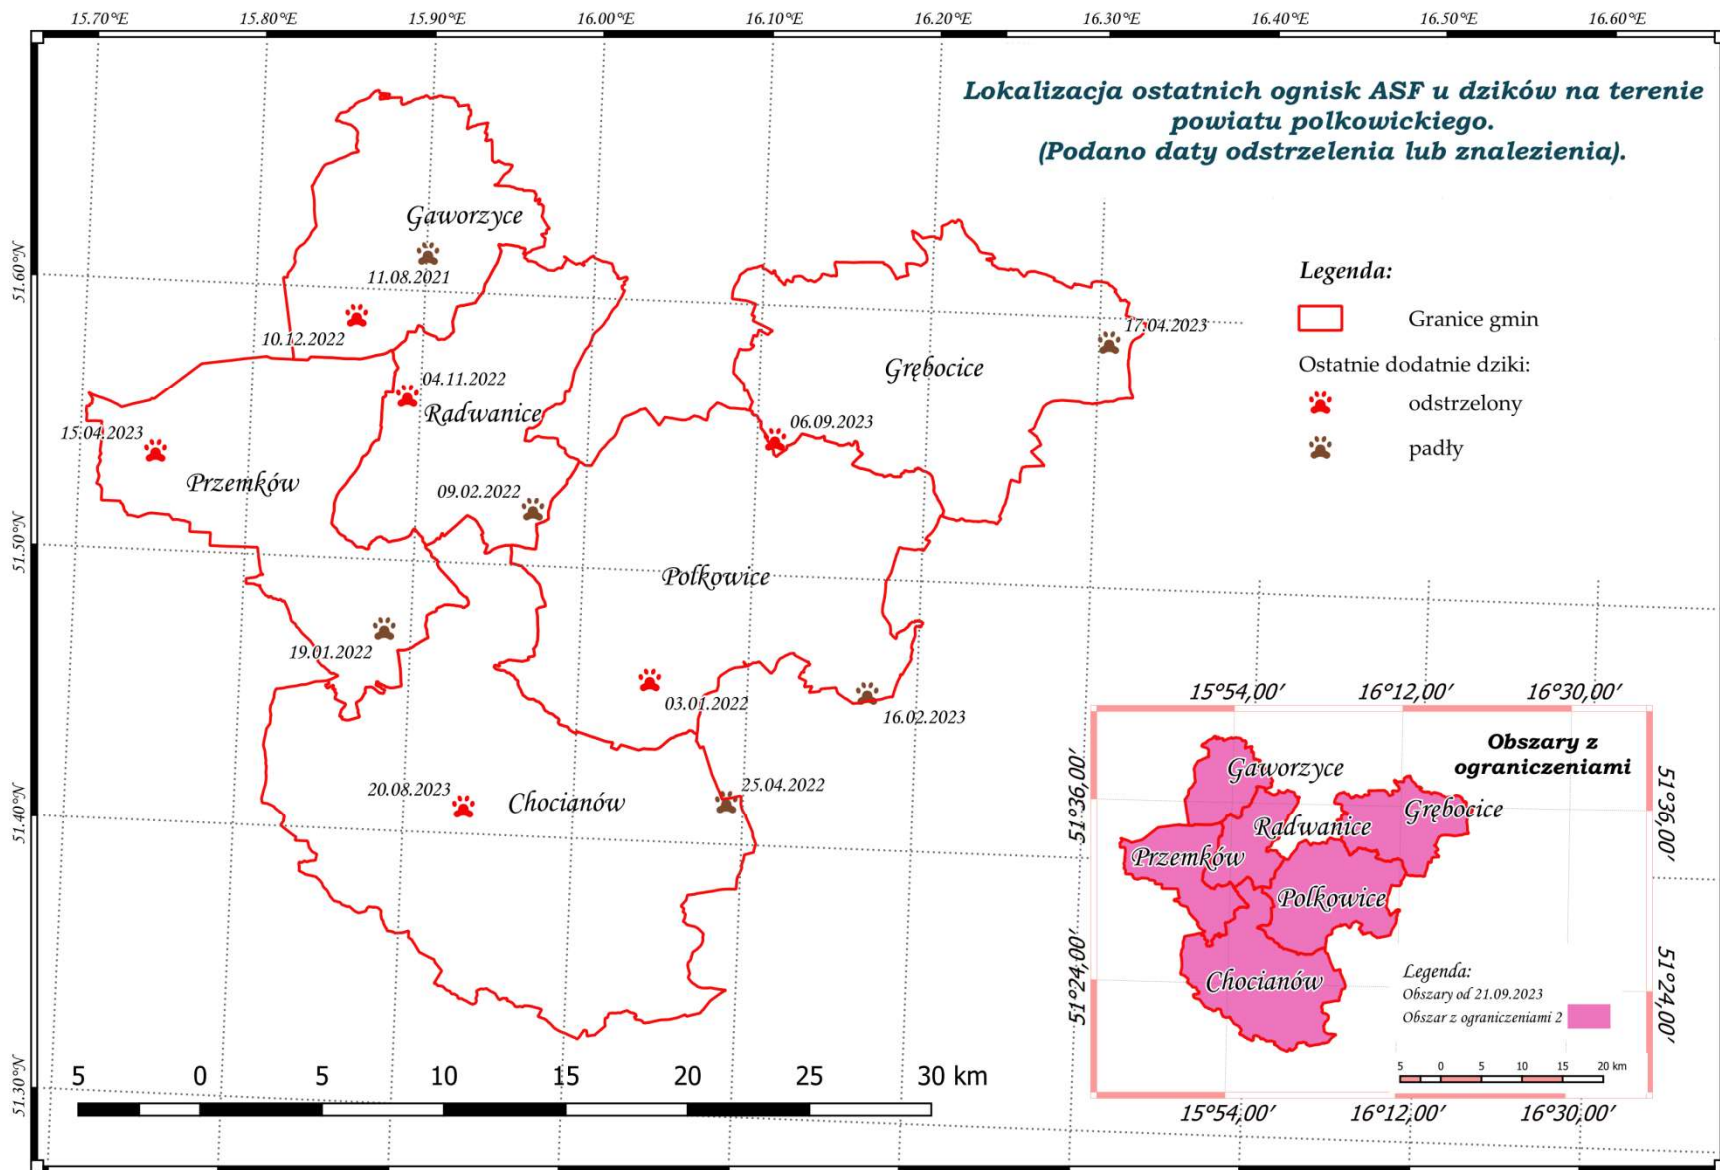 15.70°E 15.80°E 15.90°E 16.00°E 16.10°E 16.20°E 16.30°E 16.40°E 16.50°E 16.60°E
Lokalizacja ostatnich ognisk ASF u dzików na terenie
powiatu polkowickiego.
(Podano daty odstrzelenia lub znalezienia).
51.60°N
51.50°N
51.40°N
51.30°N
Gaworzyce
11.08.2021
10.12.2022
04.11.2022
Radwanice
15.04.2023
Przemków
09.02.2022
19.01.2022
Grębocice
17.04.2023
06.09.2023
Polkowice
03.01.2022
16.02.2023
20.08.2023
Chocianów
25.04.2022
Legenda:
Granice gmin
Ostatnie dodatnie dziki:
odstrzelony
padły
5 0 5 10 15 20 25 30 km
15°54,00′ 16°12,00′ 16°30,00′
51°36,00′
51°24,00′
Obszary z
ograniczeniami
Gaworzyce
Grębocice
Radwanice
Przemków
Polkowice
Chocianów
Legenda:
Obszary od 21.09.2023
Obszar z ograniczeniami 2
5 0 5 10 15 20 km
51°36,00′
51°24,00′
15°54,00′ 16°12,00′ 16°30,00′